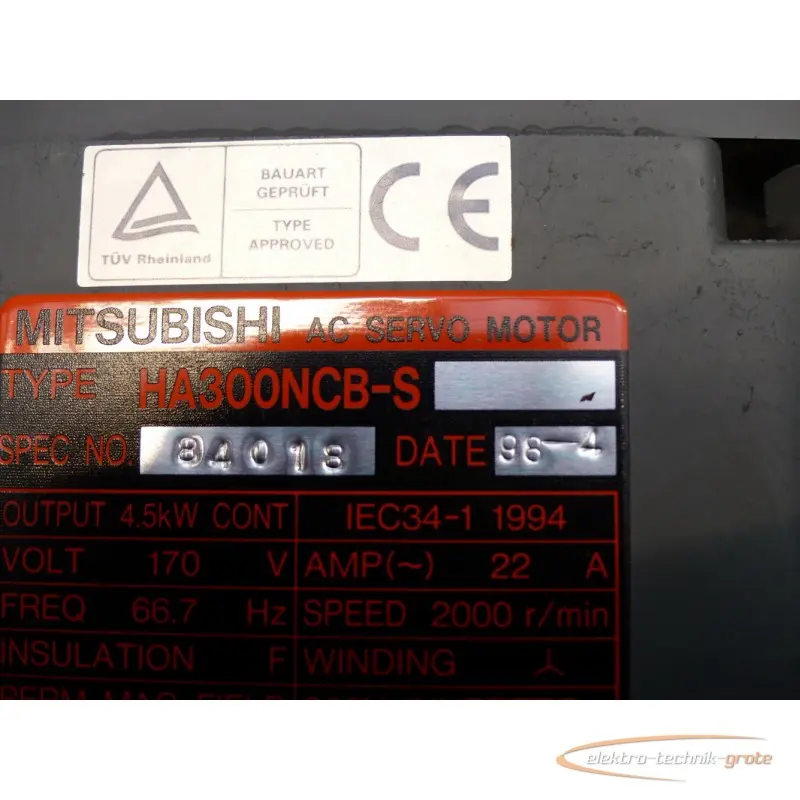 TÜV Rheinland
BAUART
GEPRÜFT
TYPE
APPROVED
CE
MITSUBISHI AC SERVO MOTOR
TYPE HA300NCB-S
SPEC NO. 84018 DATE 98-4
OUTPUT 4.5kW CONT IEC34-1 1994
VOLT 170 V AMP(~) 22 A
FREQ 66.7 Hz SPEED 2000 r/min
INSULATION F WINDING
elektro-technik-grote